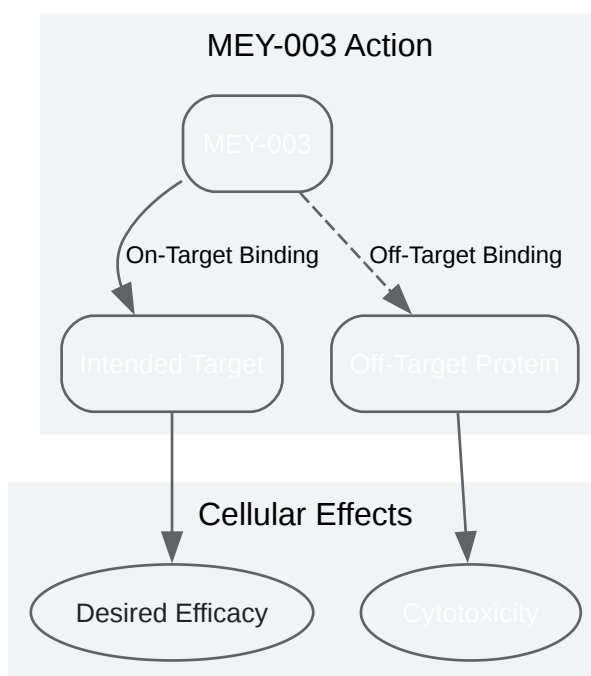 MEY-003 Action
MEY-003
On-Target Binding
Off-Target Binding
Intended Target
Off-Target Protein
Cellular Effects
Desired Efficacy
Cytotoxicity